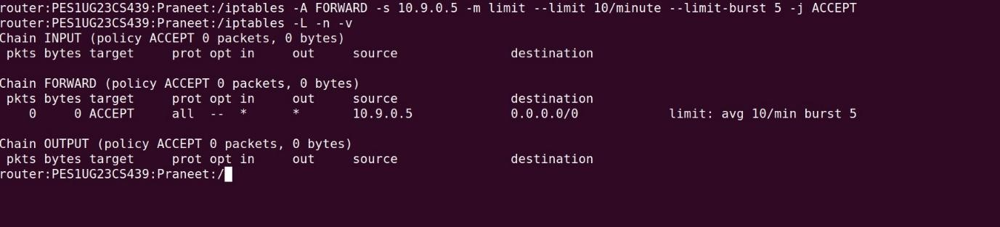 router:PES1UG23CS439:Praneet:/iptables -A FORWARD -s 10.9.0.5 -m limit --limit 10/minute --limit-burst 5 -j ACCEPT
router:PES1UG23CS439:Praneet:/iptables -L -n -v
Chain INPUT (policy ACCEPT 0 packets, 0 bytes)
 pkts bytes target     prot opt in     out     source               destination

Chain FORWARD (policy ACCEPT 0 packets, 0 bytes)
 pkts bytes target     prot opt in     out     source               destination
    0     0 ACCEPT     all  --  *      *       10.9.0.5             0.0.0.0/0            limit: avg 10/min burst 5

Chain OUTPUT (policy ACCEPT 0 packets, 0 bytes)
 pkts bytes target     prot opt in     out     source               destination
router:PES1UG23CS439:Praneet:/